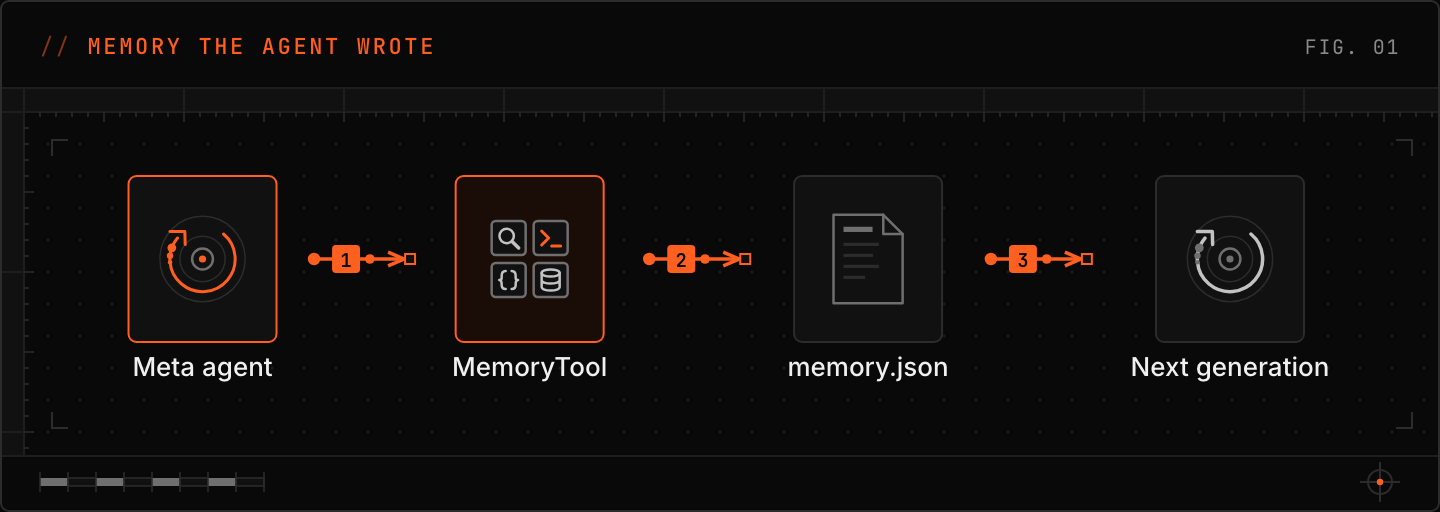 // MEMORY THE AGENT WROTE
FIG. 01
1
2
>_
{}
3
Meta agent
MemoryTool
memory.json
Next generation